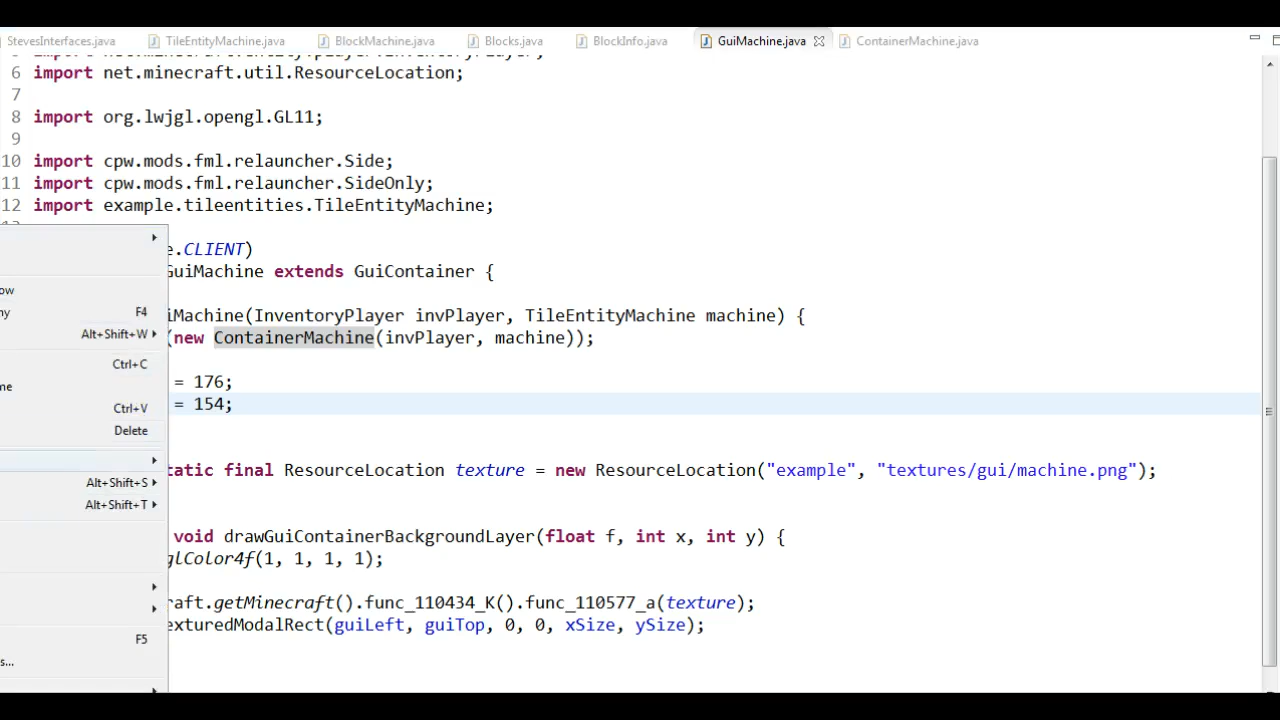 StevesInterfaces.java TileEntityMachine.java BlockMachine.java Blocks.java BlockInfo.java GuiMachine.java ContainerMachine.java
6 import net.minecraft.util.ResourceLocation;
7
8 import org.lwjgl.opengl.GL11;
9
10 import cpw.mods.fml.relauncher.Side;
11 import cpw.mods.fml.relauncher.SideOnly;
12 import example.tileentities.TileEntityMachine;
e.CLIENT)
GuiMachine extends GuiContainer {
ow
iMachine(InventoryPlayer invPlayer, TileEntityMachine machine) {
ny F4
Alt+Shift+W (new ContainerMachine(invPlayer, machine));
Ctrl+C
me = 176;
Ctrl+V = 154;
Delete
tatic final ResourceLocation texture = new ResourceLocation("example", "textures/gui/machine.png");
Alt+Shift+S
Alt+Shift+T
void drawGuiContainerBackgroundLayer(float f, int x, int y) {
glColor4f(1, 1, 1, 1);
raft.getMinecraft().func_110434_K().func_110577_a(texture);
exturedModalRect(guiLeft, guiTop, 0, 0, xSize, ySize);
F5
s...